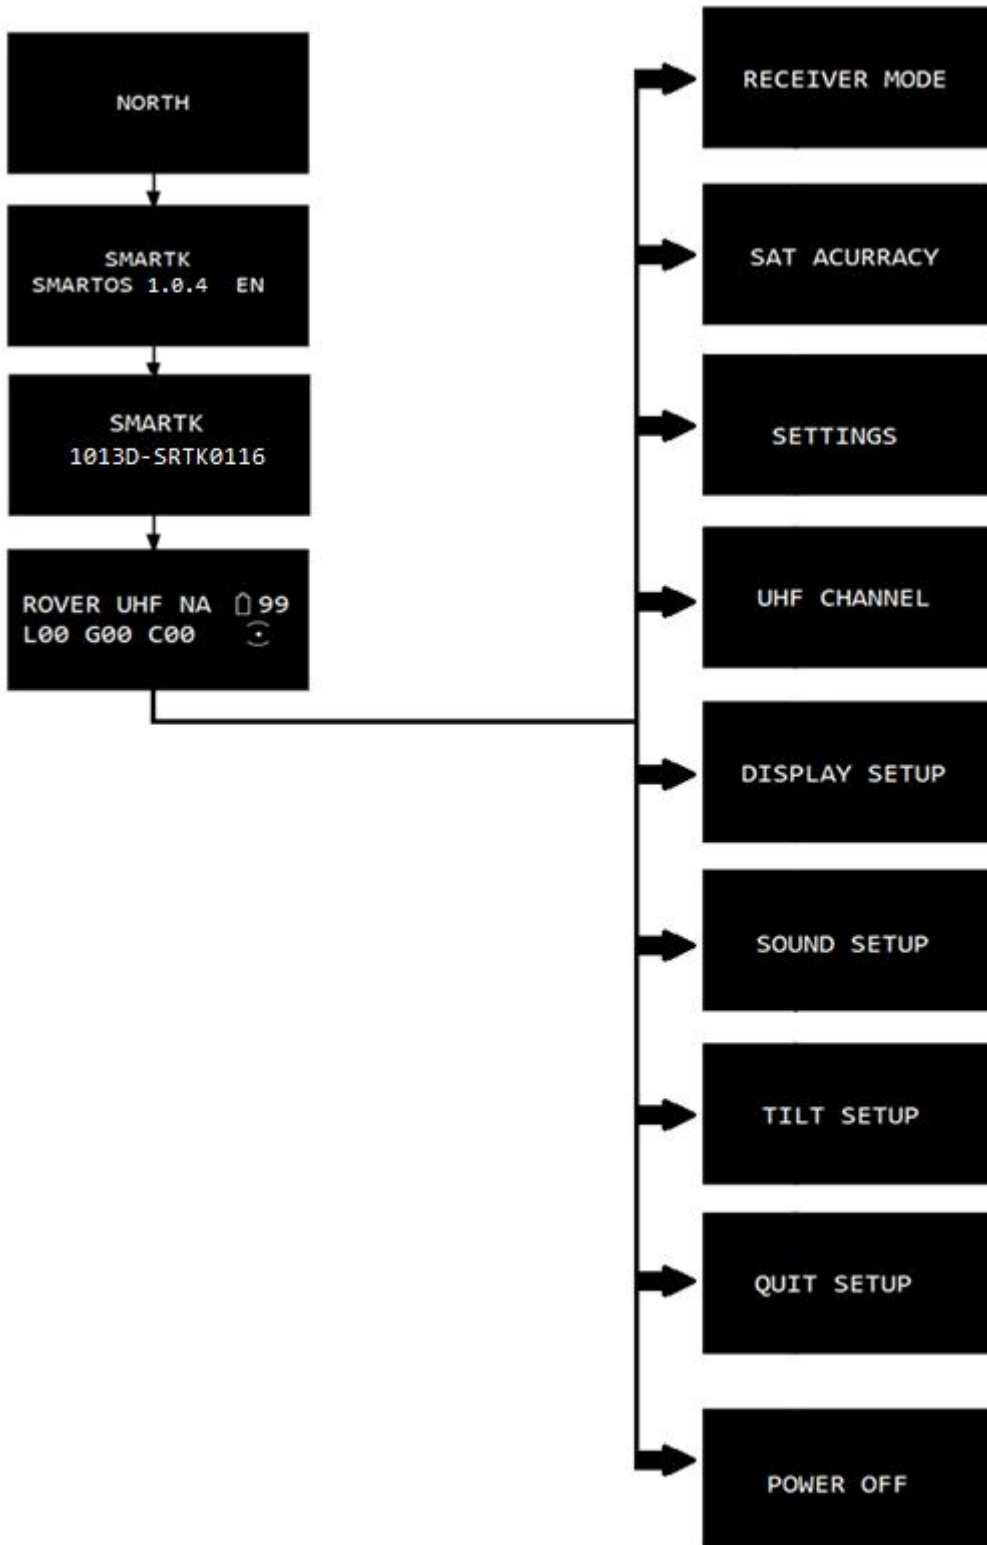 NORTH
SMARTK
SMARTOS 1.0.4 EN
SMARTK
1013D-SRTK0116
ROVER UHF NA 99
L00 G00 C00
RECEIVER MODE
SAT ACURRACY
SETTINGS
UHF CHANNEL
DISPLAY SETUP
SOUND SETUP
TILT SETUP
QUIT SETUP
POWER OFF